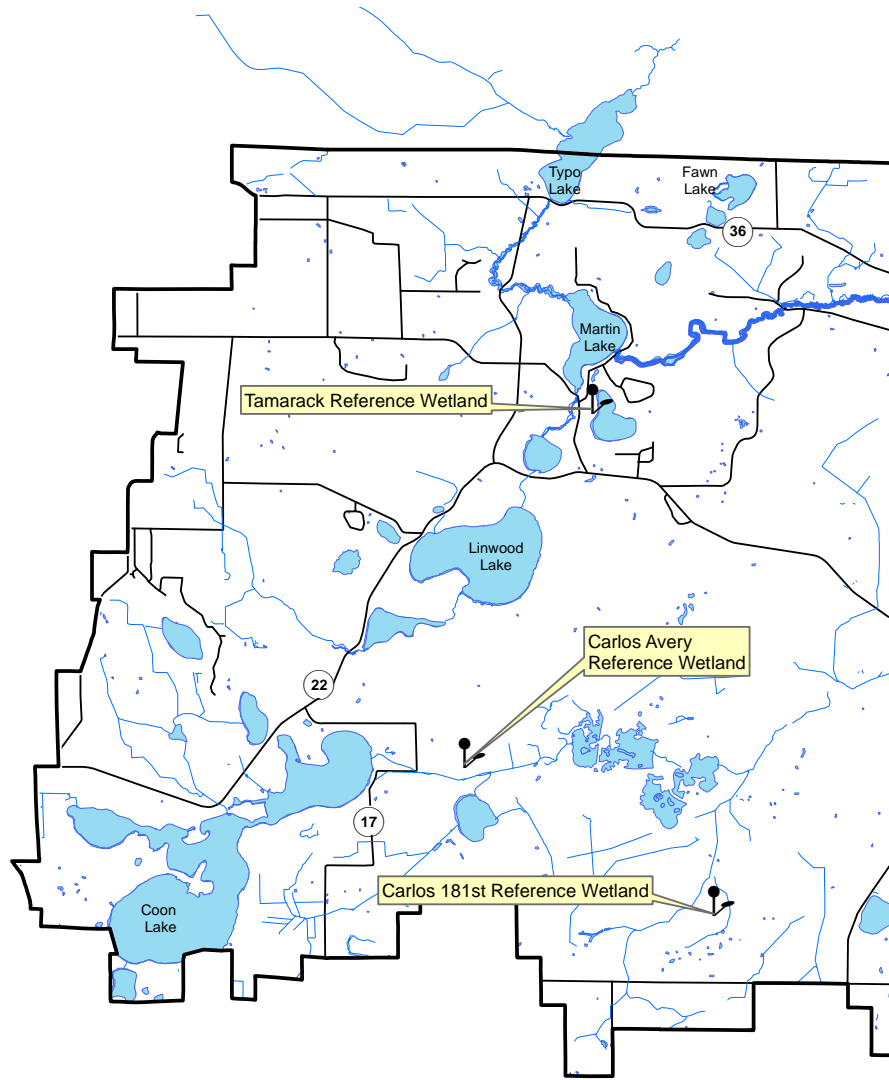 Typo
Lake
Fawn
Lake
36
Martin
Lake
Tamarack Reference Wetland
Linwood
Lake
Carlos Avery
Reference Wetland
22
17
Carlos 181st Reference Wetland
Coon
Lake